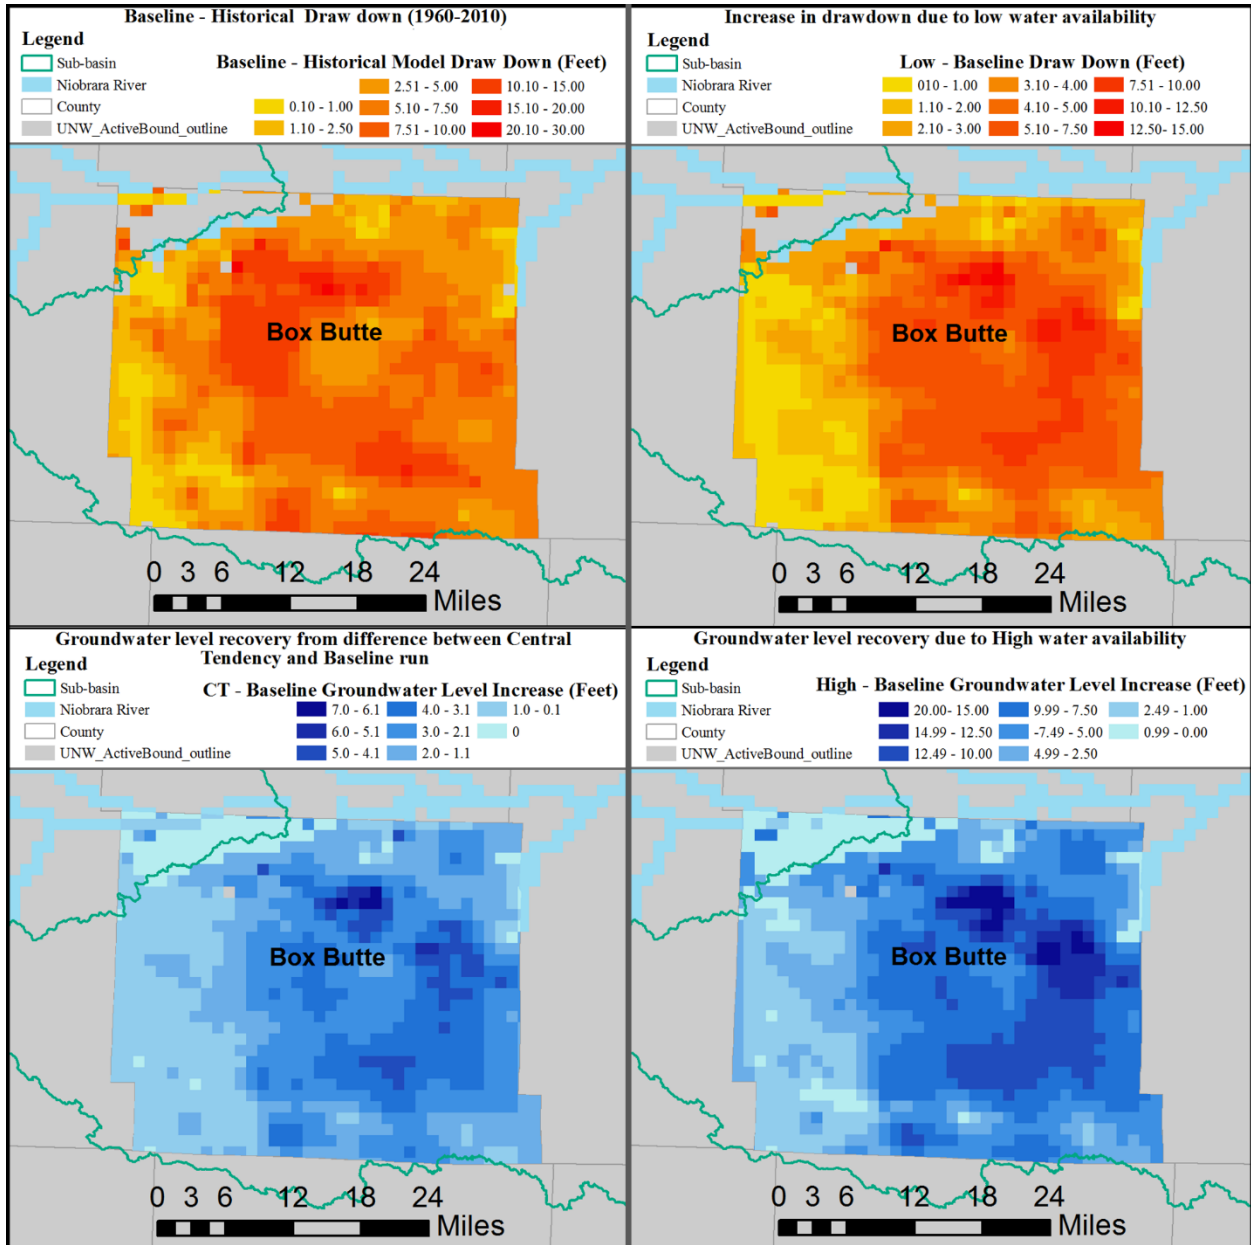 Baseline - Historical Draw down (1960-2010)
Legend
Sub-basin
Niobrara River
County
UNW_ActiveBound_outline
Baseline - Historical Model Draw Down (Feet)
0.10 - 1.00
1.10 - 2.50
2.51 - 5.00
5.10 - 7.50
7.51 - 10.00
10.10 - 15.00
15.10 - 20.00
20.10 - 30.00
Box Butte
0 3 6 12 18 24
Miles
Increase in drawdown due to low water availability
Legend
Sub-basin
Niobrara River
County
UNW_ActiveBound_outline
Low - Baseline Draw Down (Feet)
010 - 1.00
1.10 - 2.00
2.10 - 3.00
3.10 - 4.00
4.10 - 5.00
5.10 - 7.50
7.51 - 10.00
10.10 - 12.50
12.50 - 15.00
Box Butte
0 3 6 12 18 24
Miles
Groundwater level recovery from difference between Central
Tendency and Baseline run
Legend
Sub-basin
Niobrara River
County
UNW_ActiveBound_outline
CT - Baseline Groundwater Level Increase (Feet)
7.0 - 6.1
6.0 - 5.1
5.0 - 4.1
4.0 - 3.1
3.0 - 2.1
2.0 - 1.1
1.0 - 0.1
0
Box Butte
0 3 6 12 18 24
Miles
Groundwater level recovery due to High water availability
Legend
Sub-basin
Niobrara River
County
UNW_ActiveBound_outline
High - Baseline Groundwater Level Increase (Feet)
20.00 - 15.00
14.99 - 12.50
12.49 - 10.00
9.99 - 7.50
-7.49 - 5.00
4.99 - 2.50
2.49 - 1.00
0.99 - 0.00
Box Butte
0 3 6 12 18 24
Miles